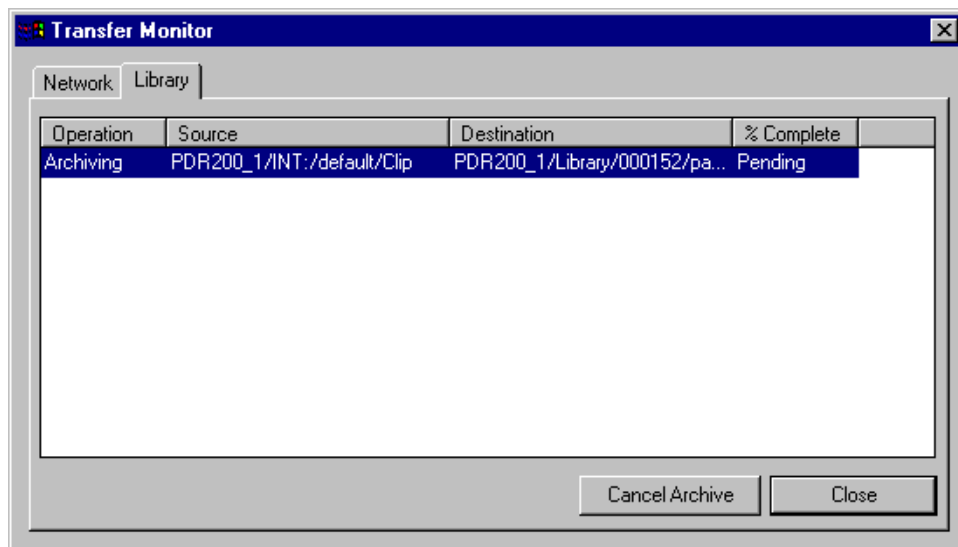 Transfer Monitor
Network Library
Operation Source Destination % Complete
Archiving PDR200_1/INT:/default/Clip PDR200_1/Library/000152/pa... Pending
Cancel Archive Close